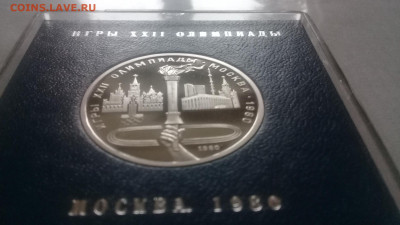 COINS.LAVE.RU
ИГРЫ XXII ОЛИМПИАДЫ
ИГРЫ XXII ОЛИМПИАДЫ·МОСКВА·1980
1980
МОСКВА. 1980